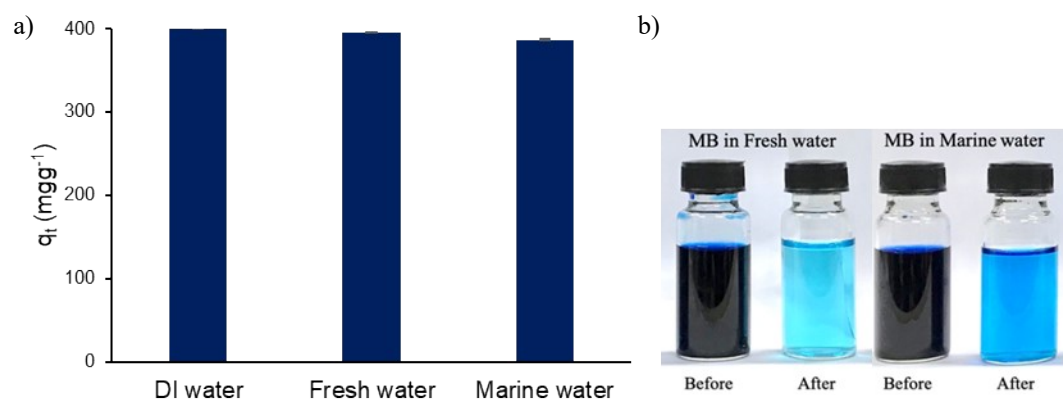 a)
400
300
200
100
0
qt (mgg-1)
DI water Fresh water Marine water
b)
MB in Fresh water MB in Marine water
Before After Before After